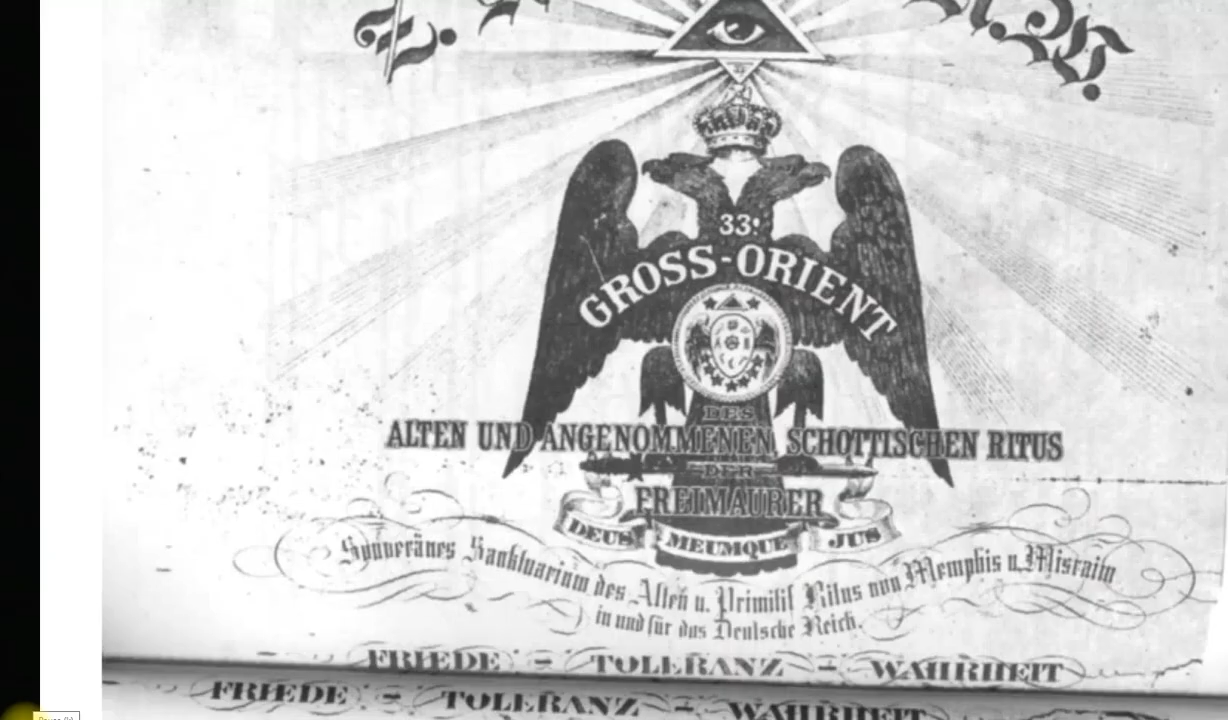 33:
GROSS-ORIENT
DES
ALTEN UND ANGENOMMENEN SCHOTTISCHEN RITUS
DER
FREIMAURER
DEUS MEUMQUE JUS
Souveränes Sanktuarium des Alten u. Primitif Ritus von Memphis u. Misraim
in und für das Deutsche Reich.
FRIEDE - TOLERANZ - WAHRHEIT
FRIEDE - TOLERANZ - WAHRHEIT